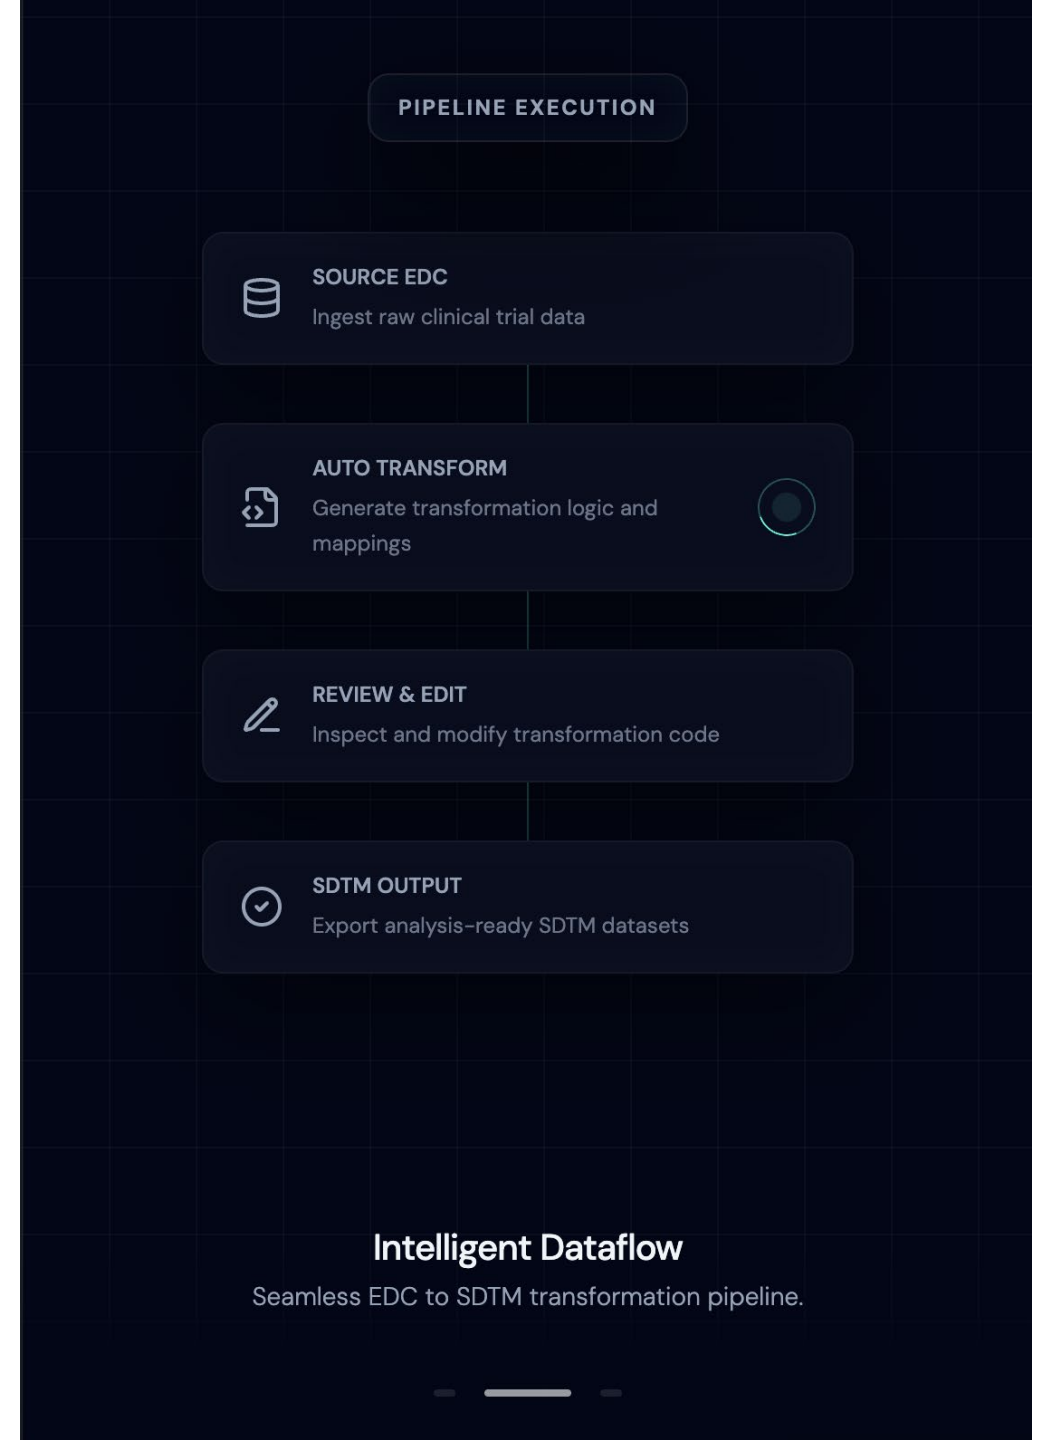 PIPELINE EXECUTION
SOURCE EDC
Ingest raw clinical trial data
AUTO TRANSFORM
Generate transformation logic and
mappings
REVIEW & EDIT
Inspect and modify transformation code
SDTM OUTPUT
Export analysis-ready SDTM datasets
Intelligent Dataflow
Seamless EDC to SDTM transformation pipeline.